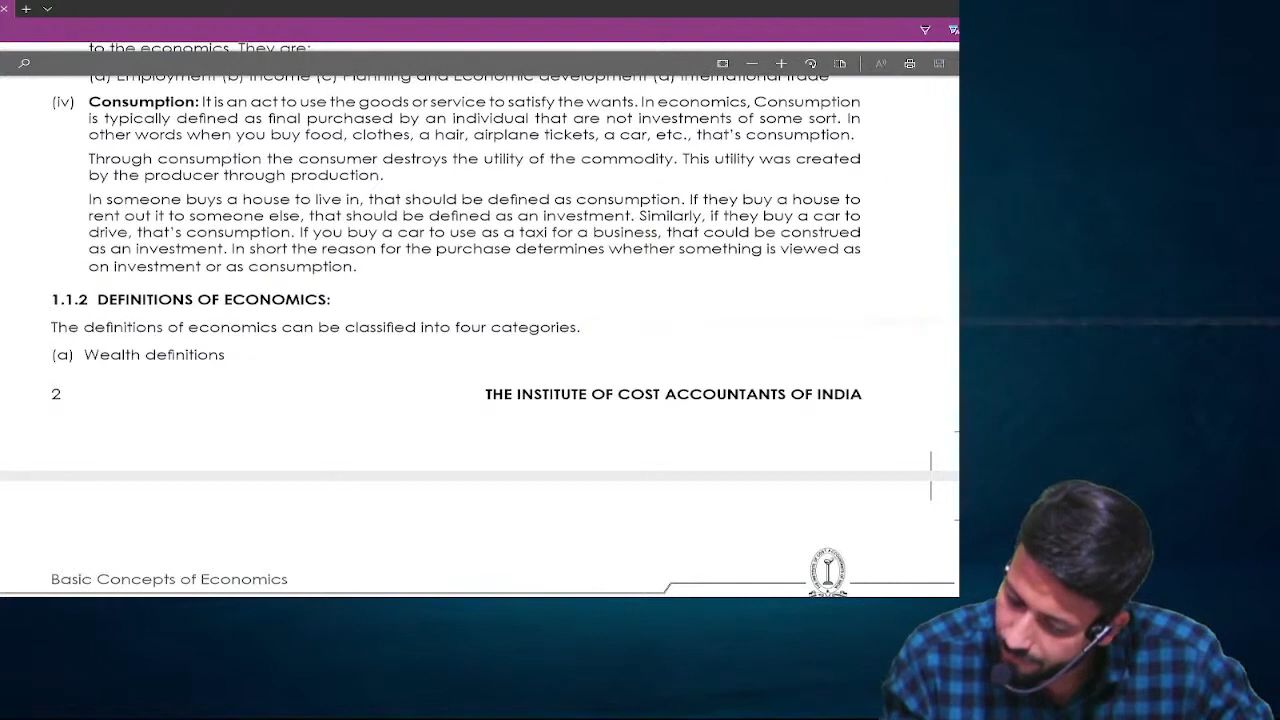 to the economics. They are:
(a) Employment (b) Income (c) Planning and Economic development (d) International trade
(iv) Consumption: It is an act to use the goods or service to satisfy the wants. In economics, Consumption
is typically defined as final purchased by an individual that are not investments of some sort. In
other words when you buy food, clothes, a hair, airplane tickets, a car, etc., that's consumption.
Through consumption the consumer destroys the utility of the commodity. This utility was created
by the producer through production.
In someone buys a house to live in, that should be defined as consumption. If they buy a house to
rent out it to someone else, that should be defined as an investment. Similarly, if they buy a car to
drive, that's consumption. If you buy a car to use as a taxi for a business, that could be construed
as an investment. In short the reason for the purchase determines whether something is viewed as
on investment or as consumption.
1.1.2 DEFINITIONS OF ECONOMICS:
The definitions of economics can be classified into four categories.
(a) Wealth definitions
2
THE INSTITUTE OF COST ACCOUNTANTS OF INDIA
Basic Concepts of Economics